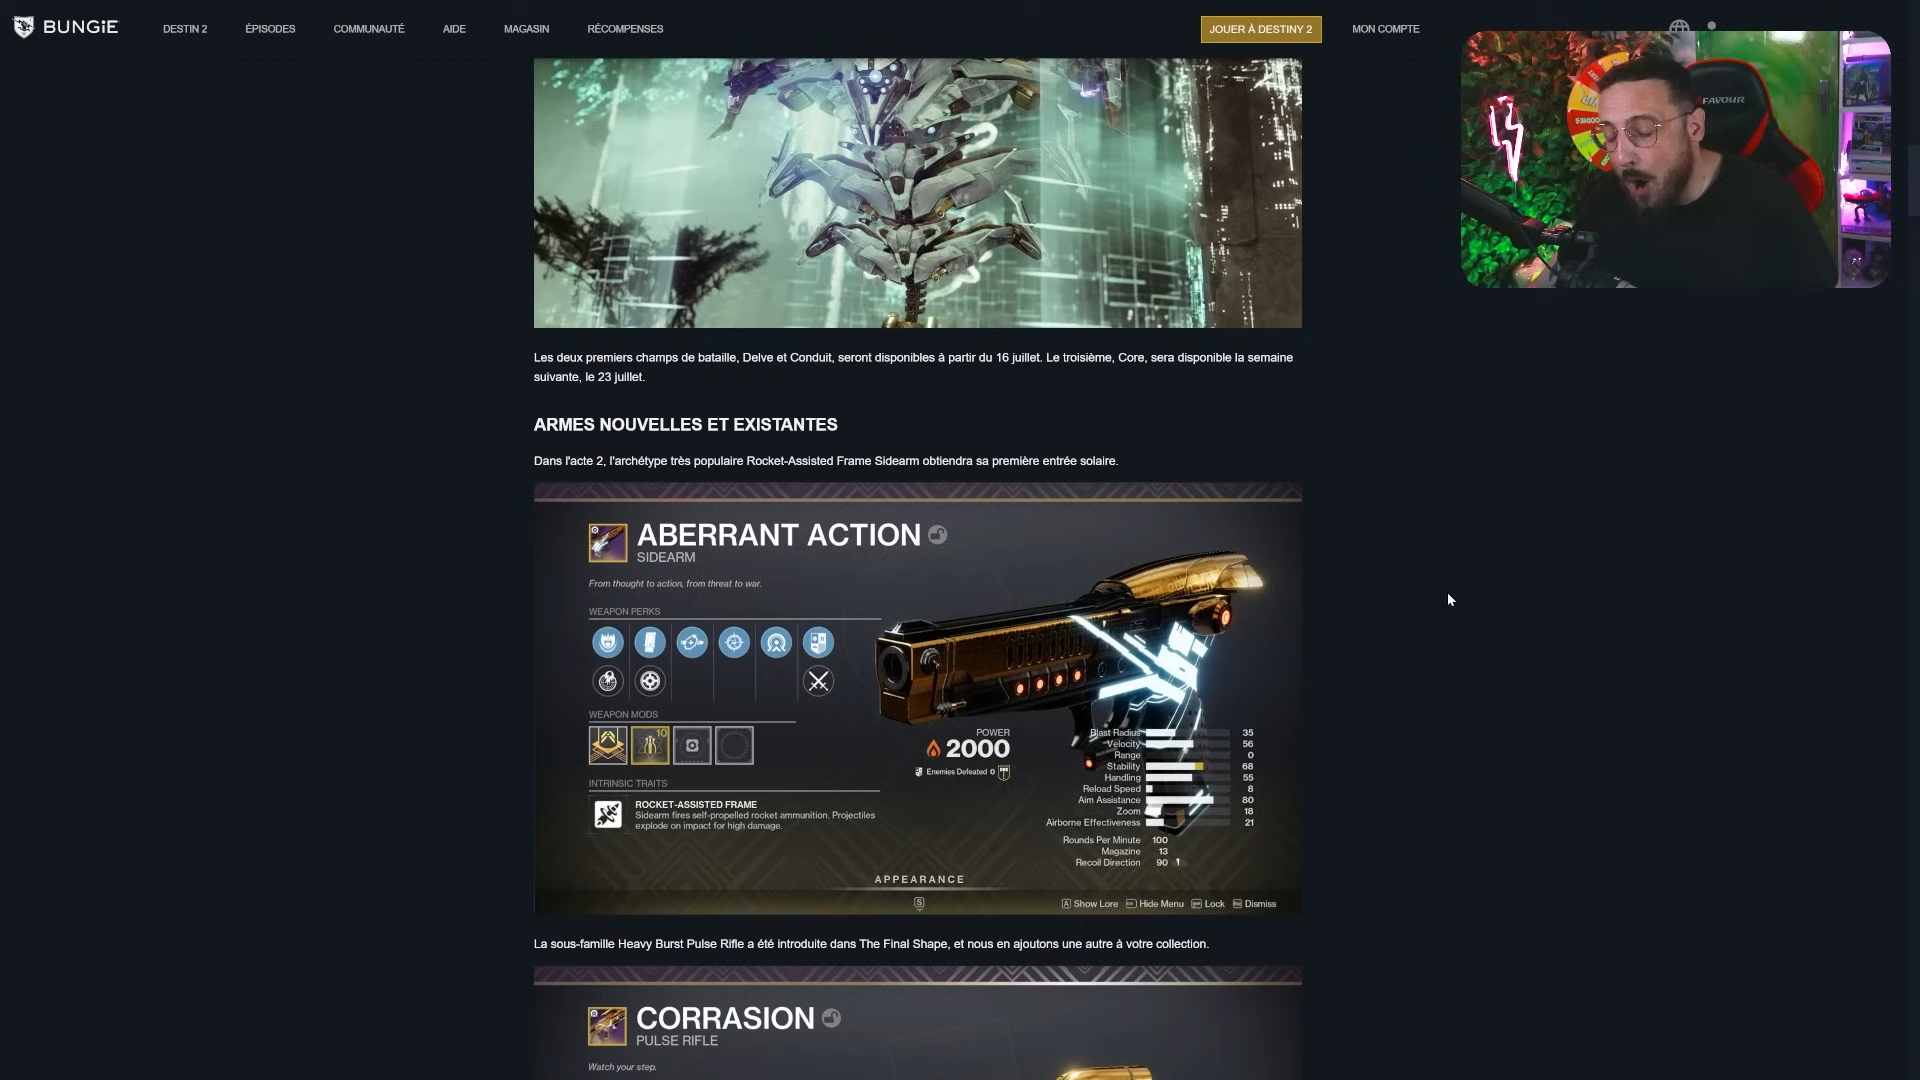 BUNGiE
DESTIN 2
ÉPISODES
COMMUNAUTÉ
AIDE
MAGASIN
RÉCOMPENSES
JOUER À DESTINY 2
MON COMPTE
FAVOUR
Les deux premiers champs de bataille, Delve et Conduit, seront disponibles à partir du 16 juillet. Le troisième, Core, sera disponible la semaine
suivante, le 23 juillet.
ARMES NOUVELLES ET EXISTANTES
Dans l'acte 2, l'archétype très populaire Rocket-Assisted Frame Sidearm obtiendra sa première entrée solaire.
ABERRANT ACTION
SIDEARM
From thought to action, from threat to war.
WEAPON PERKS
WEAPON MODS
10
INTRINSIC TRAITS
ROCKET-ASSISTED FRAME
Sidearm fires self-propelled rocket ammunition. Projectiles
explode on impact for high damage.
POWER
2000
Enemies Defeated 0
Blast Radius 35
Velocity 56
Range 0
Stability 68
Handling 55
Reload Speed 8
Aim Assistance 80
Zoom 18
Airborne Effectiveness 21
Rounds Per Minute 100
Magazine 13
Recoil Direction 90
APPEARANCE
S
A Show Lore
Hide Menu
Lock
Dismiss
La sous-famille Heavy Burst Pulse Rifle a été introduite dans The Final Shape, et nous en ajoutons une autre à votre collection.
CORRASION
PULSE RIFLE
Watch your step.